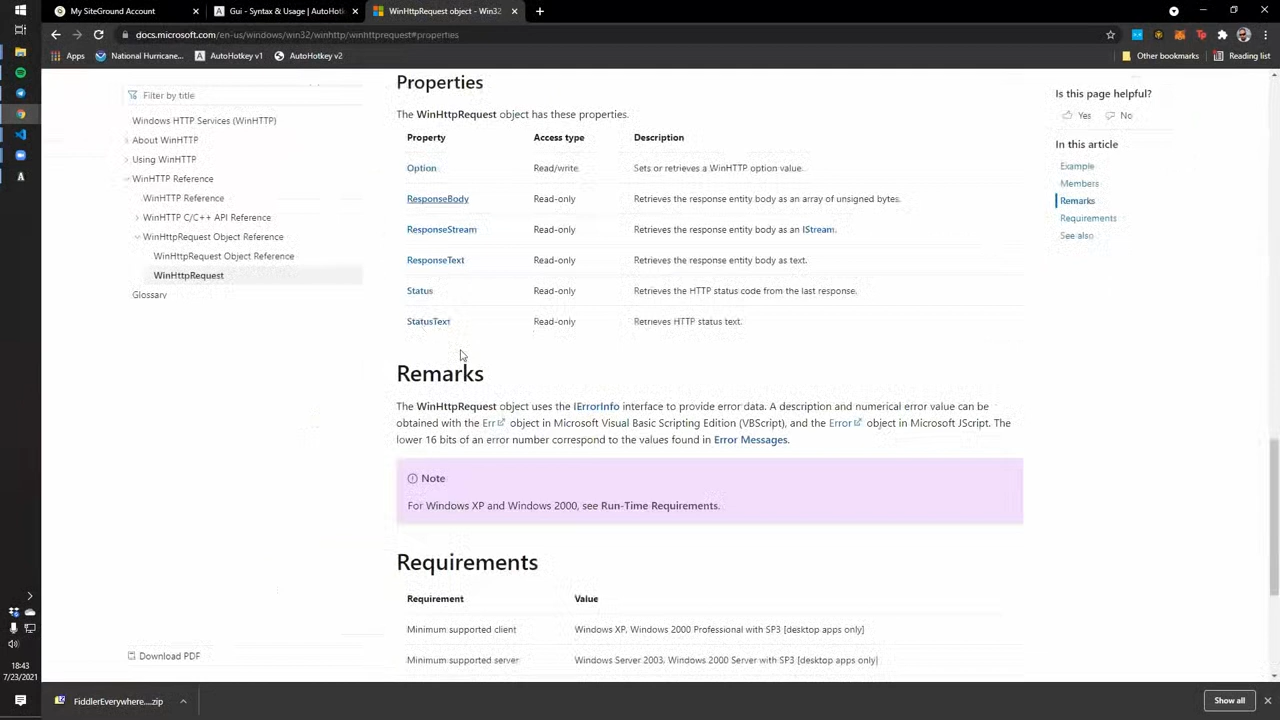 My SiteGround Account
Gui - Syntax & Usage | AutoHotkey
WinHttpRequest object - Win32
docs.microsoft.com/en-us/windows/win32/winhttp/winhttprequest#properties
Apps
National Hurricane...
AutoHotkey v1
AutoHotkey v2
Other bookmarks
Reading list
Filter by title
Windows HTTP Services (WinHTTP)
About WinHTTP
Using WinHTTP
WinHTTP Reference
WinHTTP Reference
WinHTTP C/C++ API Reference
WinHttpRequest Object Reference
WinHttpRequest Object Reference
WinHttpRequest
Glossary
Download PDF
Properties
The WinHttpRequest object has these properties.
Property Access type Description
Option Read/write Sets or retrieves a WinHTTP option value.
ResponseBody Read-only Retrieves the response entity body as an array of unsigned bytes.
ResponseStream Read-only Retrieves the response entity body as an IStream.
ResponseText Read-only Retrieves the response entity body as text.
Status Read-only Retrieves the HTTP status code from the last response.
StatusText Read-only Retrieves HTTP status text.
Remarks
The WinHttpRequest object uses the IErrorInfo interface to provide error data. A description and numerical error value can be
obtained with the Err object in Microsoft Visual Basic Scripting Edition (VBScript), and the Error object in Microsoft JScript. The
lower 16 bits of an error number correspond to the values found in Error Messages.
Note
For Windows XP and Windows 2000, see Run-Time Requirements.
Requirements
Requirement Value
Minimum supported client Windows XP, Windows 2000 Professional with SP3 [desktop apps only]
Minimum supported server Windows Server 2003, Windows 2000 Server with SP3 [desktop apps only]
Is this page helpful?
Yes No
In this article
Example
Members
Remarks
Requirements
See also
18:43
7/23/2021
FiddlerEverywhere....zip
Show all